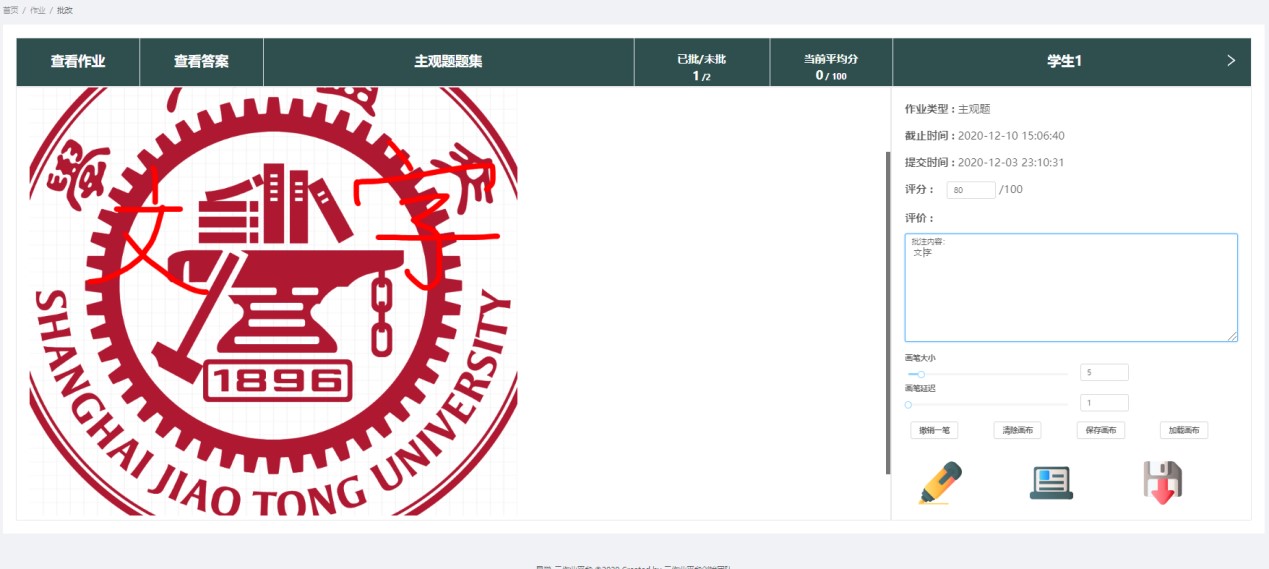 首页 / 作业 / 批改
查看作业
查看答案
主观题题集
已批/未批
1 /2
当前平均分
0 / 100
学生1
文字
1896
SHANGHAI JIAO TONG UNIVERSITY
作业类型：主观题
截止时间：2020-12-10 15:06:40
提交时间：2020-12-03 23:10:31
评分： 80 /100
评价：
批注内容:
文字
画笔大小
5
画笔延迟
1
撤销一笔
清除画布
保存画布
加载画布